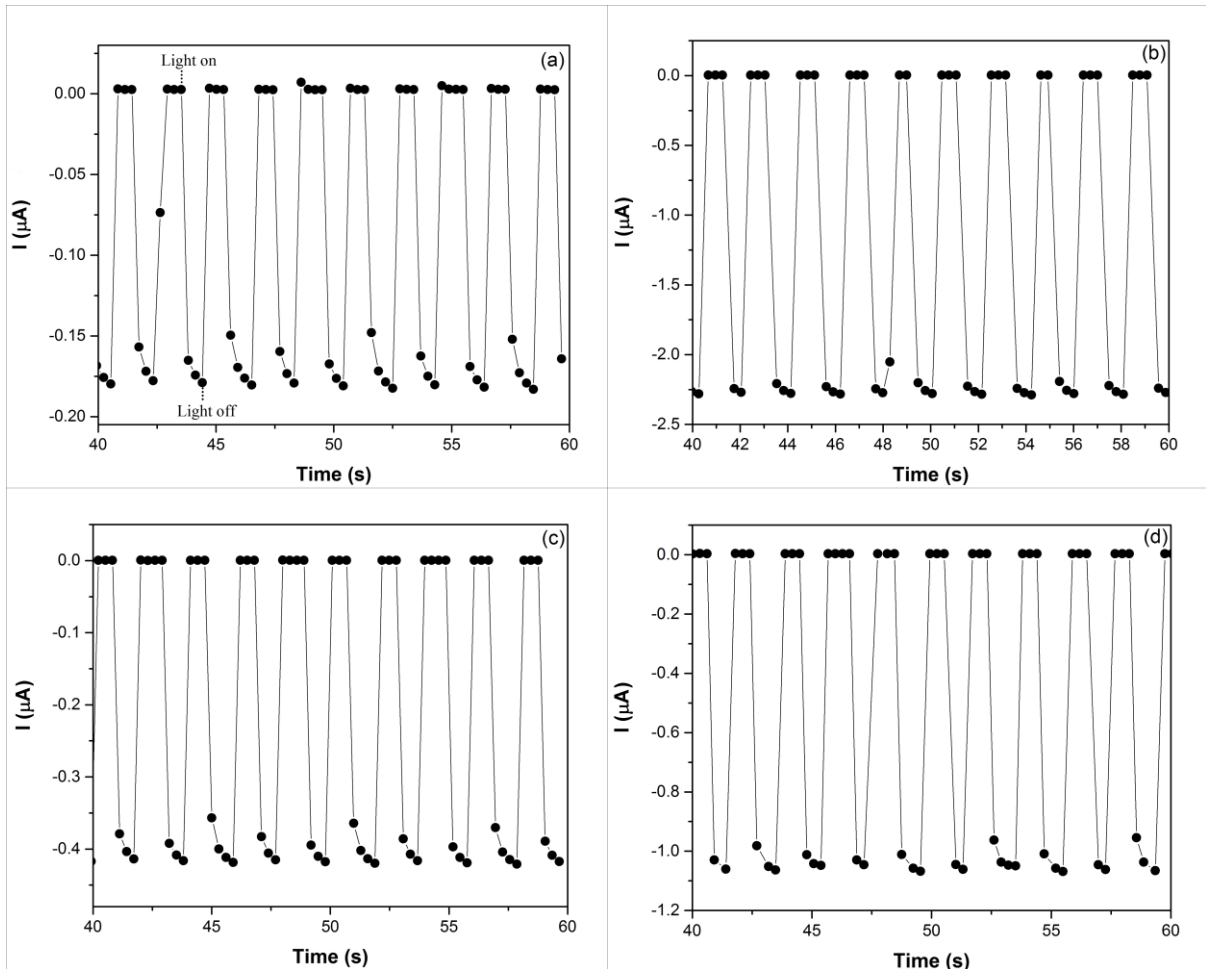 (a)
Light on
0.00
-0.05
-0.10
-0.15
-0.20
I (μA)
Light off
40 45 50 55 60
Time (s)
(b)
0.0
-0.5
-1.0
-1.5
-2.0
-2.5
I (μA)
40 42 44 46 48 50 52 54 56 58 60
Time (s)
(c)
0.0
-0.1
-0.2
-0.3
-0.4
I (μA)
40 45 50 55 60
Time (s)
(d)
0.0
-0.2
-0.4
-0.6
-0.8
-1.0
-1.2
I (μA)
40 45 50 55 60
Time (s)